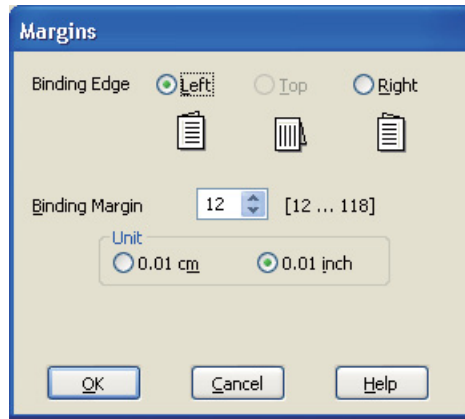 Margins
Binding Edge Left Top Right
Binding Margin 12 [12 ... 118]
Unit
0.01 cm 0.01 inch
OK Cancel Help